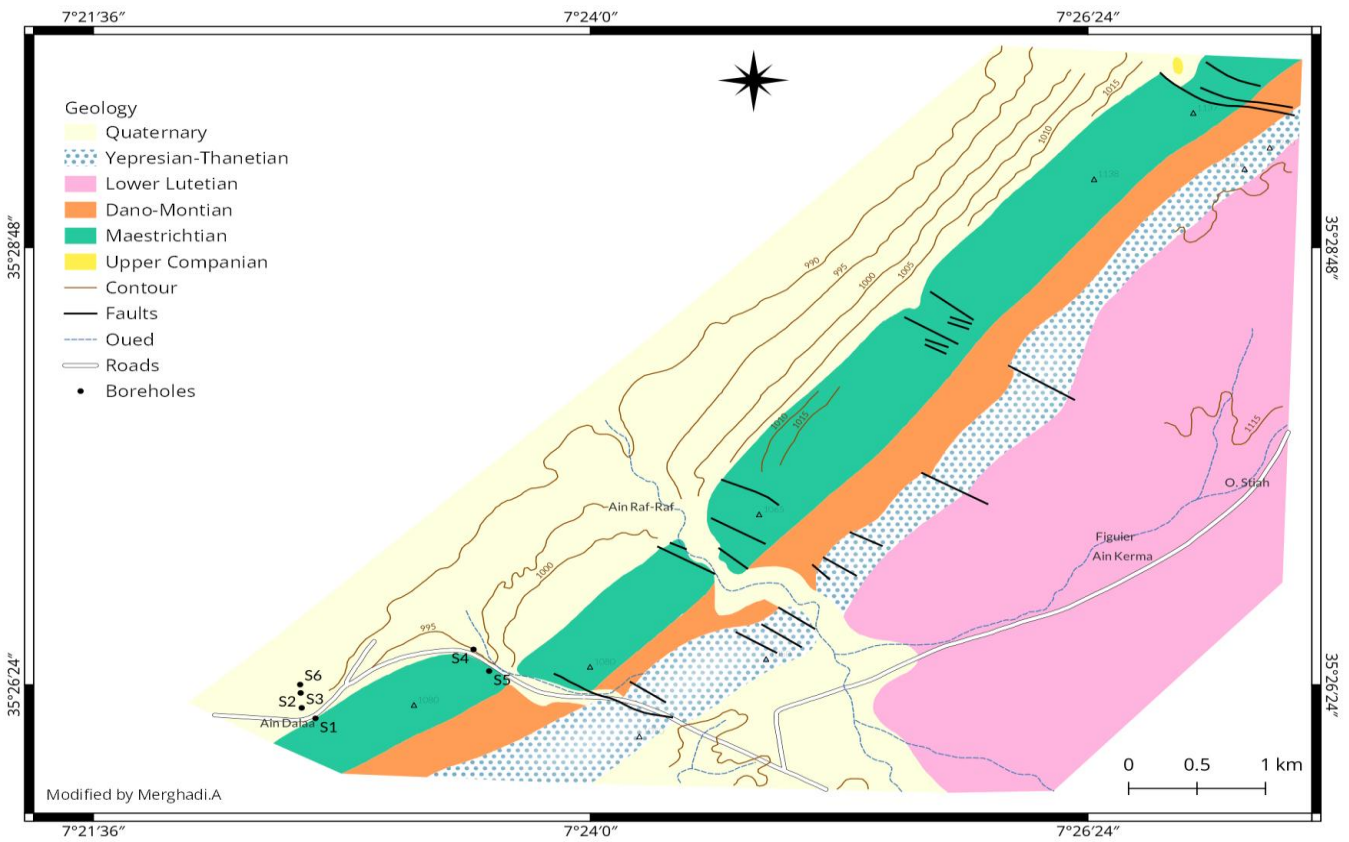 7°21′36″ 7°24′0″ 7°26′24″
35°28′48″
35°28′48″
Geology
Quaternary
Yepresian-Thanetian
Lower Lutetian
Dano-Montian
Maestrichtian
Upper Companian
Contour
Faults
Oued
Roads
Boreholes
1015
1010
1136
990
995
1000
1005
1010
1015
1115
O. Stiah
Ain Raf-Raf
Figuier
Ain Kerma
1000
995
S4
1060
S5
S6
S3
S2
1080
Ain Dalaa
S1
35°26′24″
35°26′24″
0 0.5 1 km
Modified by Merghadi.A
7°21′36″ 7°24′0″ 7°26′24″